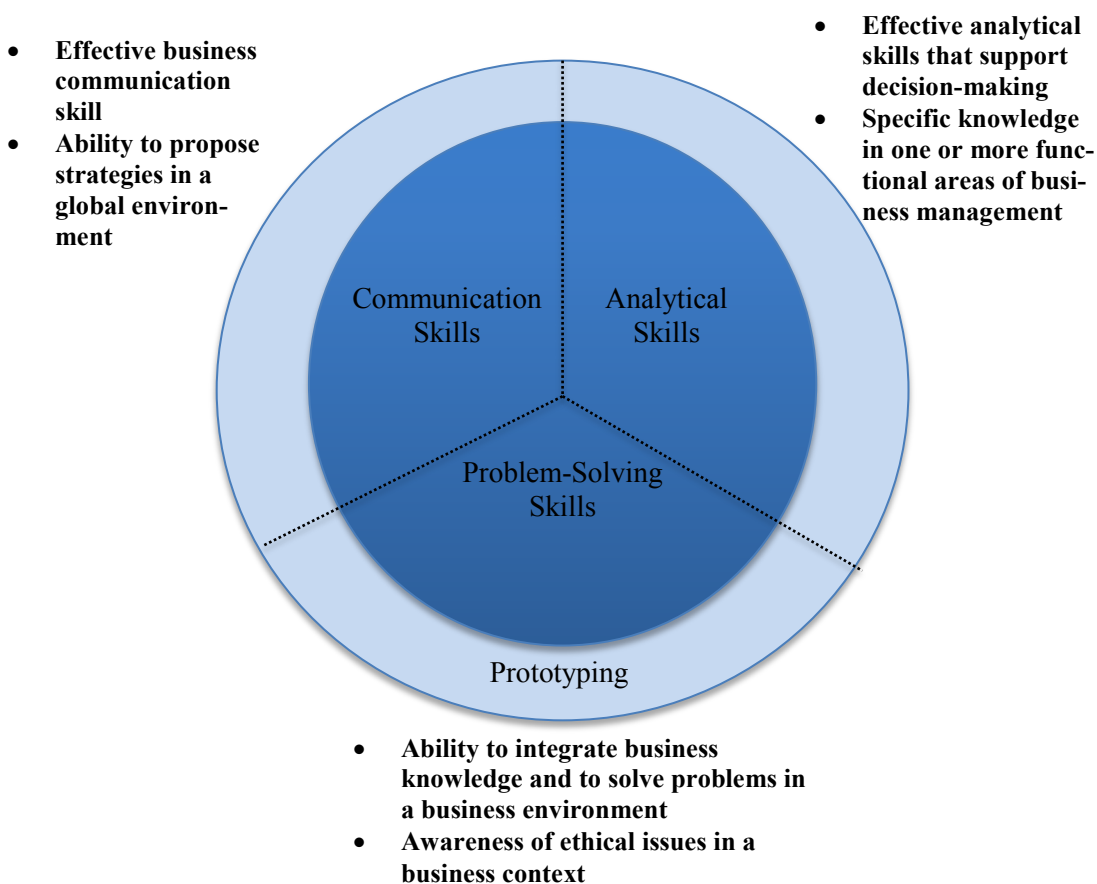 • Effective business
communication
skill
• Ability to propose
strategies in a
global environ-
ment
• Effective analytical
skills that support
decision-making
• Specific knowledge
in one or more func-
tional areas of busi-
ness management
Communication
Skills
Analytical
Skills
Problem-Solving
Skills
Prototyping
• Ability to integrate business
knowledge and to solve problems in
a business environment
• Awareness of ethical issues in a
business context